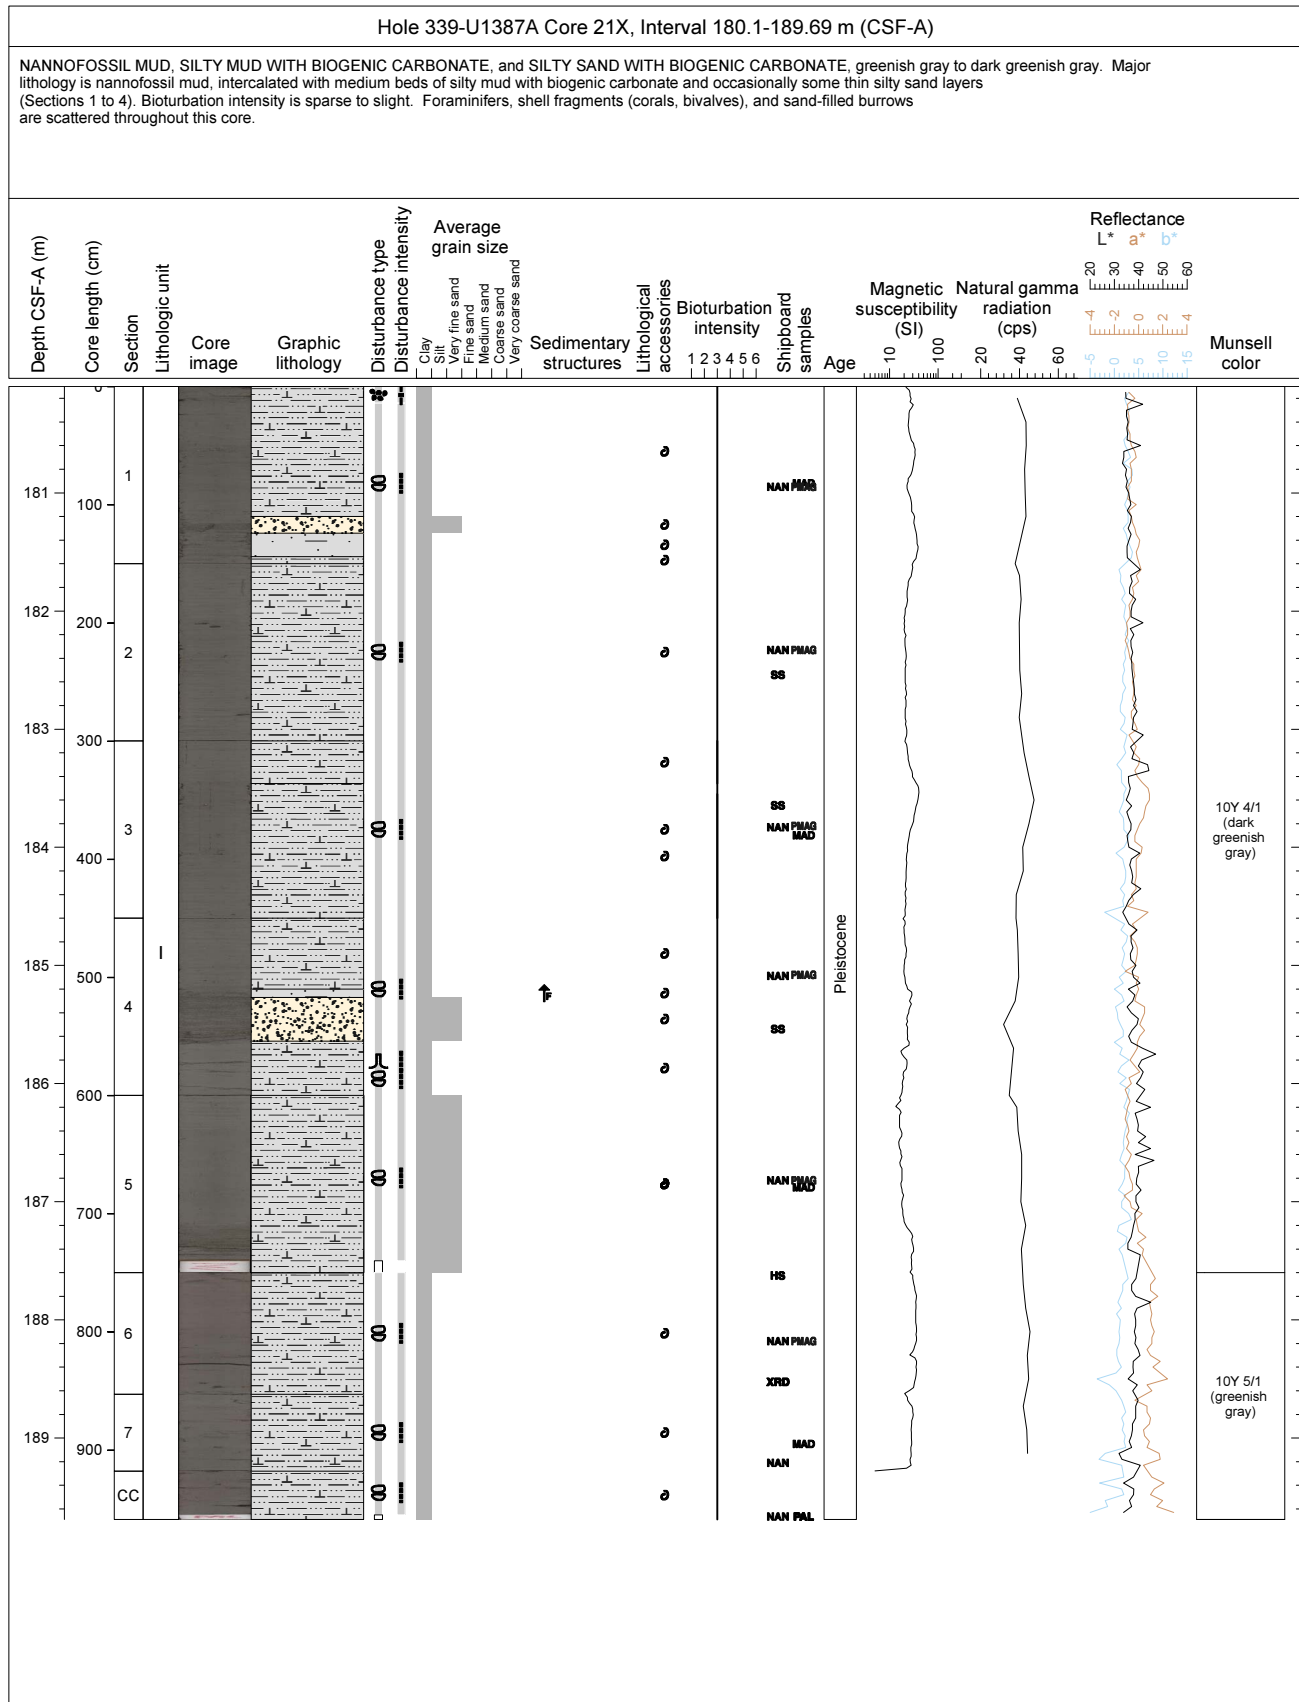 Hole 339-U1387A Core 21X, Interval 180.1-189.69 m (CSF-A)
NANNOFOSSIL MUD, SILTY MUD WITH BIOGENIC CARBONATE, and SILTY SAND WITH BIOGENIC CARBONATE, greenish gray to dark greenish gray. Major
lithology is nannofossil mud, intercalated with medium beds of silty mud with biogenic carbonate and occasionally some thin silty sand layers
(Sections 1 to 4). Bioturbation intensity is sparse to slight. Foraminifers, shell fragments (corals, bivalves), and sand-filled burrows
are scattered throughout this core.
Depth CSF-A (m)
Core length (cm)
Section
Lithologic unit
Core
image
Graphic
lithology
Disturbance type
Disturbance intensity
Average
grain size
Clay
Silt
Very fine sand
Fine sand
Medium sand
Coarse sand
Very coarse sand
Sedimentary
structures
Lithological
accessories
Bioturbation
intensity
1 2 3 4 5 6
Shipboard
samples
Age
Magnetic
susceptibility
(SI)
10 100
Natural gamma
radiation
(cps)
20 40 60
Reflectance
L* a* b*
20 30 40 50 60
-4 -2 0 2 4
-5 0 5 10 15
Munsell
color
0
1
181
100
NAN PMAG
MAD
182
200
2
NAN PMAG
SS
183
300
SS
3
NAN PMAG
MAD
184
400
10Y 4/1
(dark
greenish
gray)
Pleistocene
I
185
500
NAN PMAG
4
F
SS
186
600
5
NAN PMAG
MAD
187
700
HS
188
800
6
NAN PMAG
XRD
10Y 5/1
(greenish
gray)
7
189
900
MAD
NAN
CC
NAN PAL